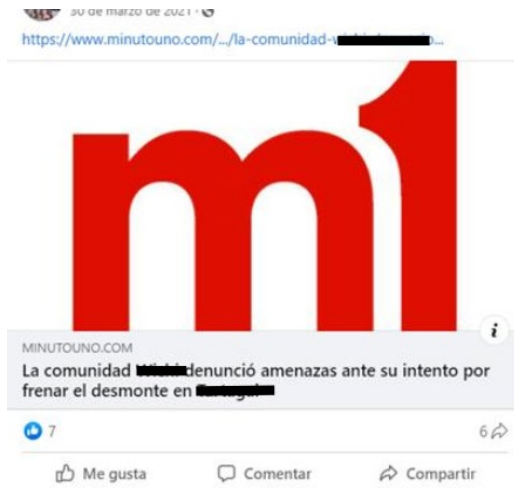 30 de marzo de 2021 ·
https://www.minutouno.com/.../la-comunidad-
m1
i
MINUTOUNO.COM
La comunidad denunció amenazas ante su intento por
frenar el desmonte en
7
6
Me gusta
Comentar
Compartir